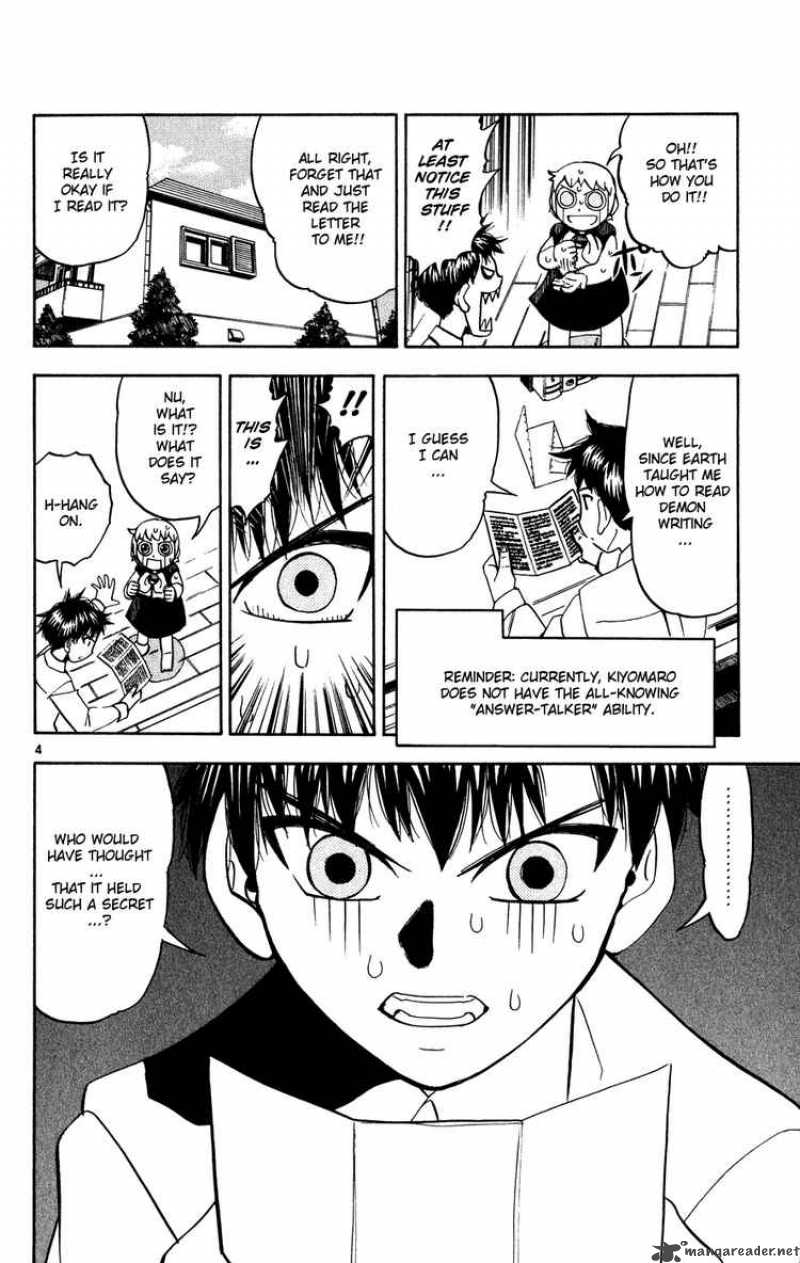 OH!!
SO THAT'S
HOW YOU
DO IT!!
AT
LEAST
NOTICE
THIS
STUFF
!!
ポン
ALL RIGHT,
FORGET THAT
AND JUST
READ THE
LETTER
TO ME!!
IS IT
REALLY
OKAY IF
I READ IT?
WELL,
SINCE EARTH
TAUGHT ME
HOW TO READ
DEMON
WRITING
...
I GUESS
I CAN
...
REMINDER: CURRENTLY, KIYOMARO
DOES NOT HAVE THE ALL-KNOWING
"ANSWER-TALKER" ABILITY.
!!
THIS
IS
...
NU,
WHAT
IS IT!?
WHAT
DOES IT
SAY?
H-HANG
ON.
4
.........
WHO WOULD
HAVE THOUGHT
...
THAT IT HELD
SUCH A SECRET
...?
mangareader.net